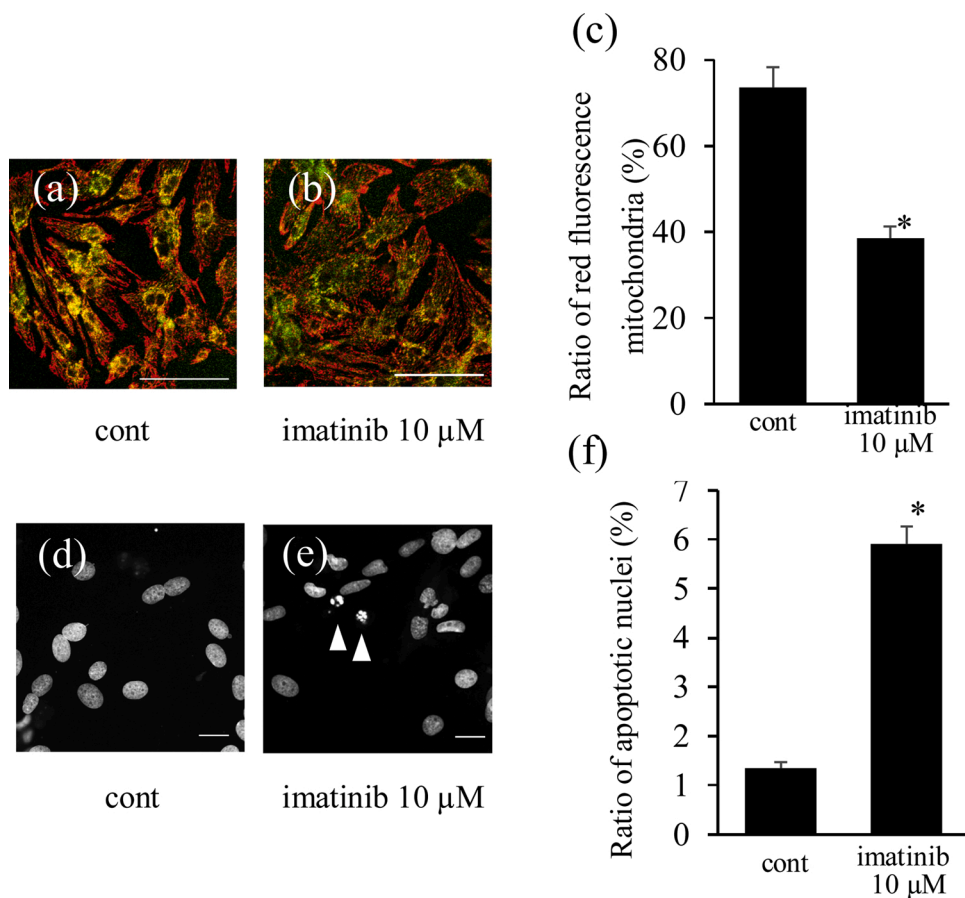 (a)
(b)
cont
imatinib 10 µM
(c)
Ratio of red fluorescence
mitochondria (%)
80
60
40
20
0
*
cont
imatinib
10 µM
(d)
(e)
cont
imatinib 10 µM
(f)
Ratio of apoptotic nuclei (%)
7
6
5
4
3
2
1
0
*
cont
imatinib
10 µM